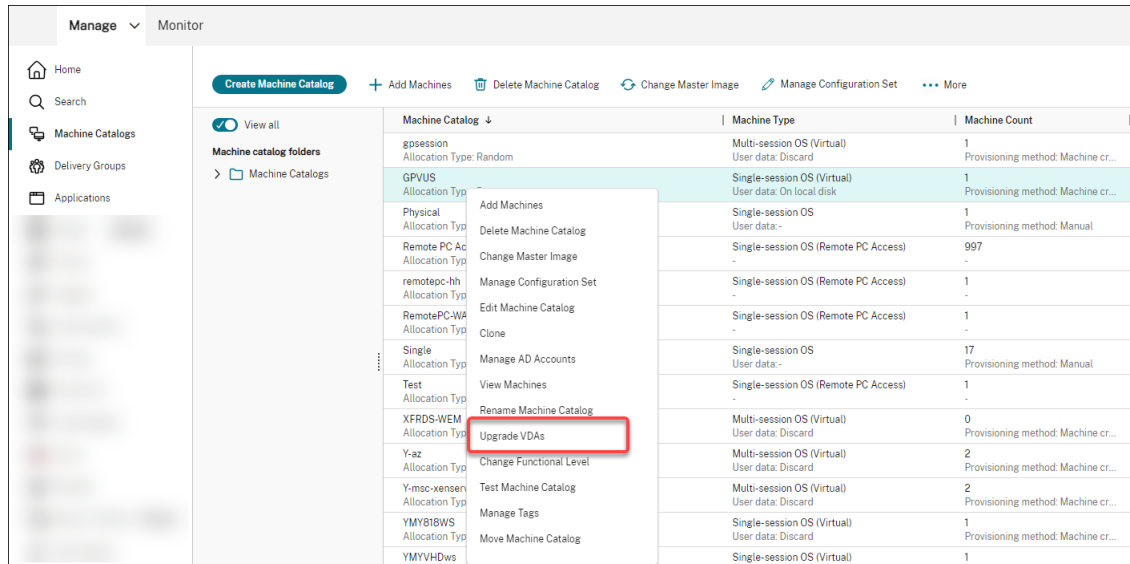 Manage Monitor
Home
Search
Machine Catalogs
Delivery Groups
Applications
Create Machine Catalog Add Machines Delete Machine Catalog Change Master Image Manage Configuration Set More
View all
Machine catalog folders
Machine Catalogs
Machine Catalog Machine Type Machine Count
gpsession Multi-session OS (Virtual) 1
Allocation Type: Random User data: Discard Provisioning method: Machine cr...
GPVUS Single-session OS (Virtual) 1
Allocation Typ User data: On local disk Provisioning method: Machine cr...
Physical Single-session OS 1
Allocation Typ User data:- Provisioning method: Manual
Remote PC Ac Single-session OS (Remote PC Access) 997
Allocation Typ - -
remotepc-hh Single-session OS (Remote PC Access) 1
Allocation Typ - -
RemotePC-WA Single-session OS (Remote PC Access) 1
Allocation Typ - -
Single Single-session OS 17
Allocation Typ User data:- Provisioning method: Manual
Test Single-session OS (Remote PC Access) 1
Allocation Typ - -
XFRDS-WEM Multi-session OS (Virtual) 0
Allocation Typ User data: Discard Provisioning method: Machine cr...
Y-az Multi-session OS (Virtual) 2
Allocation Typ User data: Discard Provisioning method: Machine cr...
Y-msc-xenserv Multi-session OS (Virtual) 2
Allocation Typ User data: Discard Provisioning method: Machine cr...
YMY818WS Single-session OS (Virtual) 1
Allocation Typ User data: Discard Provisioning method: Machine cr...
YMYVHDws Single-session OS (Virtual) 1
Add Machines
Delete Machine Catalog
Change Master Image
Manage Configuration Set
Edit Machine Catalog
Clone
Manage AD Accounts
View Machines
Rename Machine Catalog
Upgrade VDAs
Change Functional Level
Test Machine Catalog
Manage Tags
Move Machine Catalog